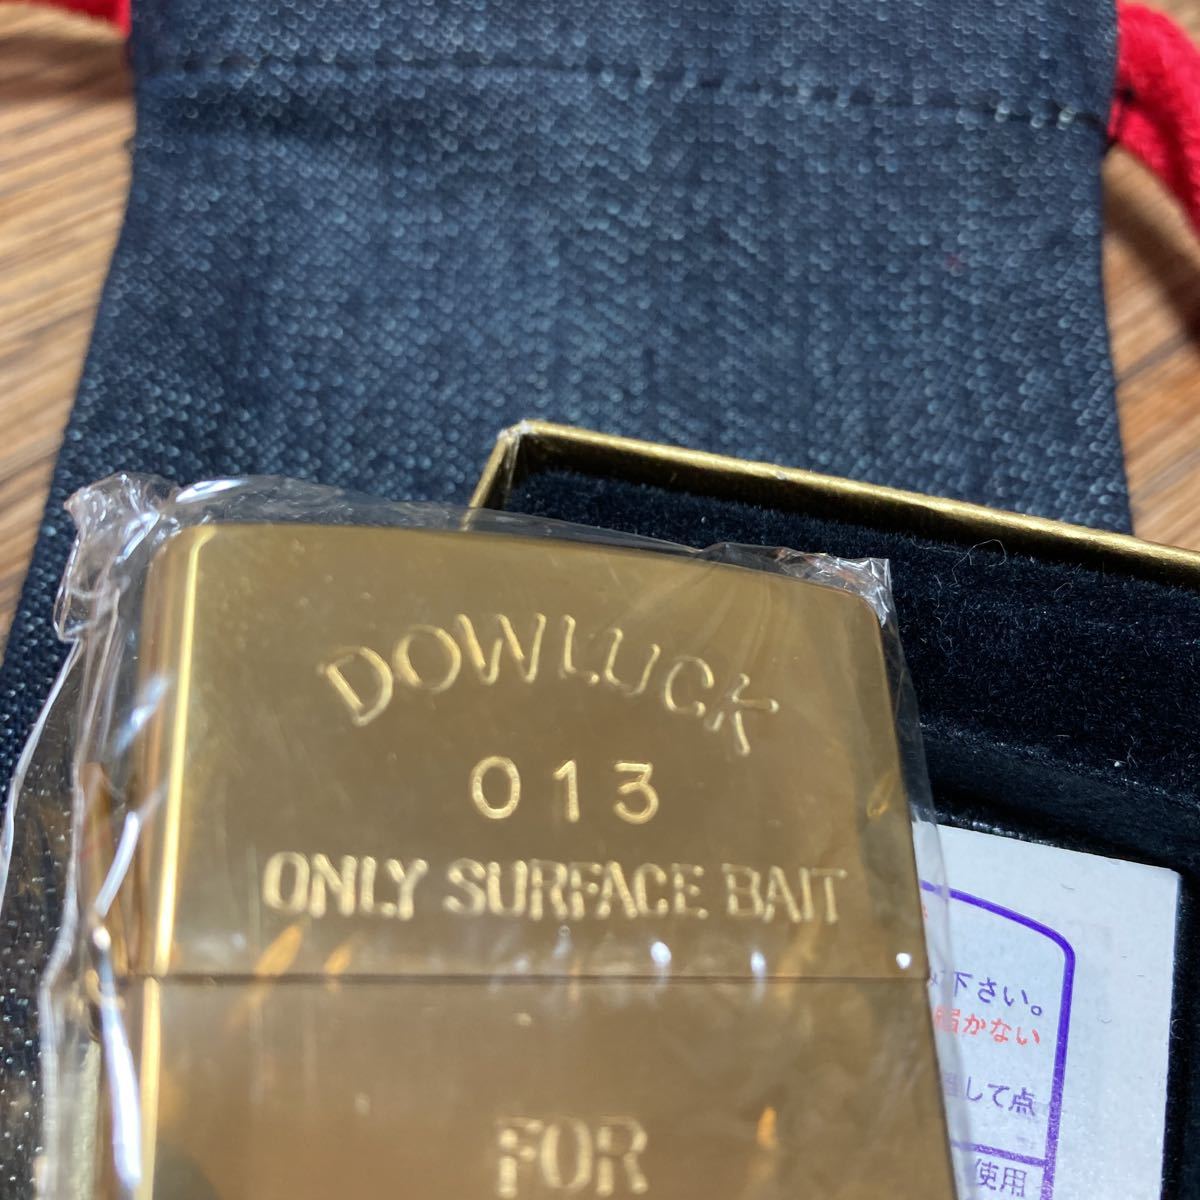 DOWLUCK
013
ONLY SURFACE BAIT
FOR
下さい。
届かない
して点
使用